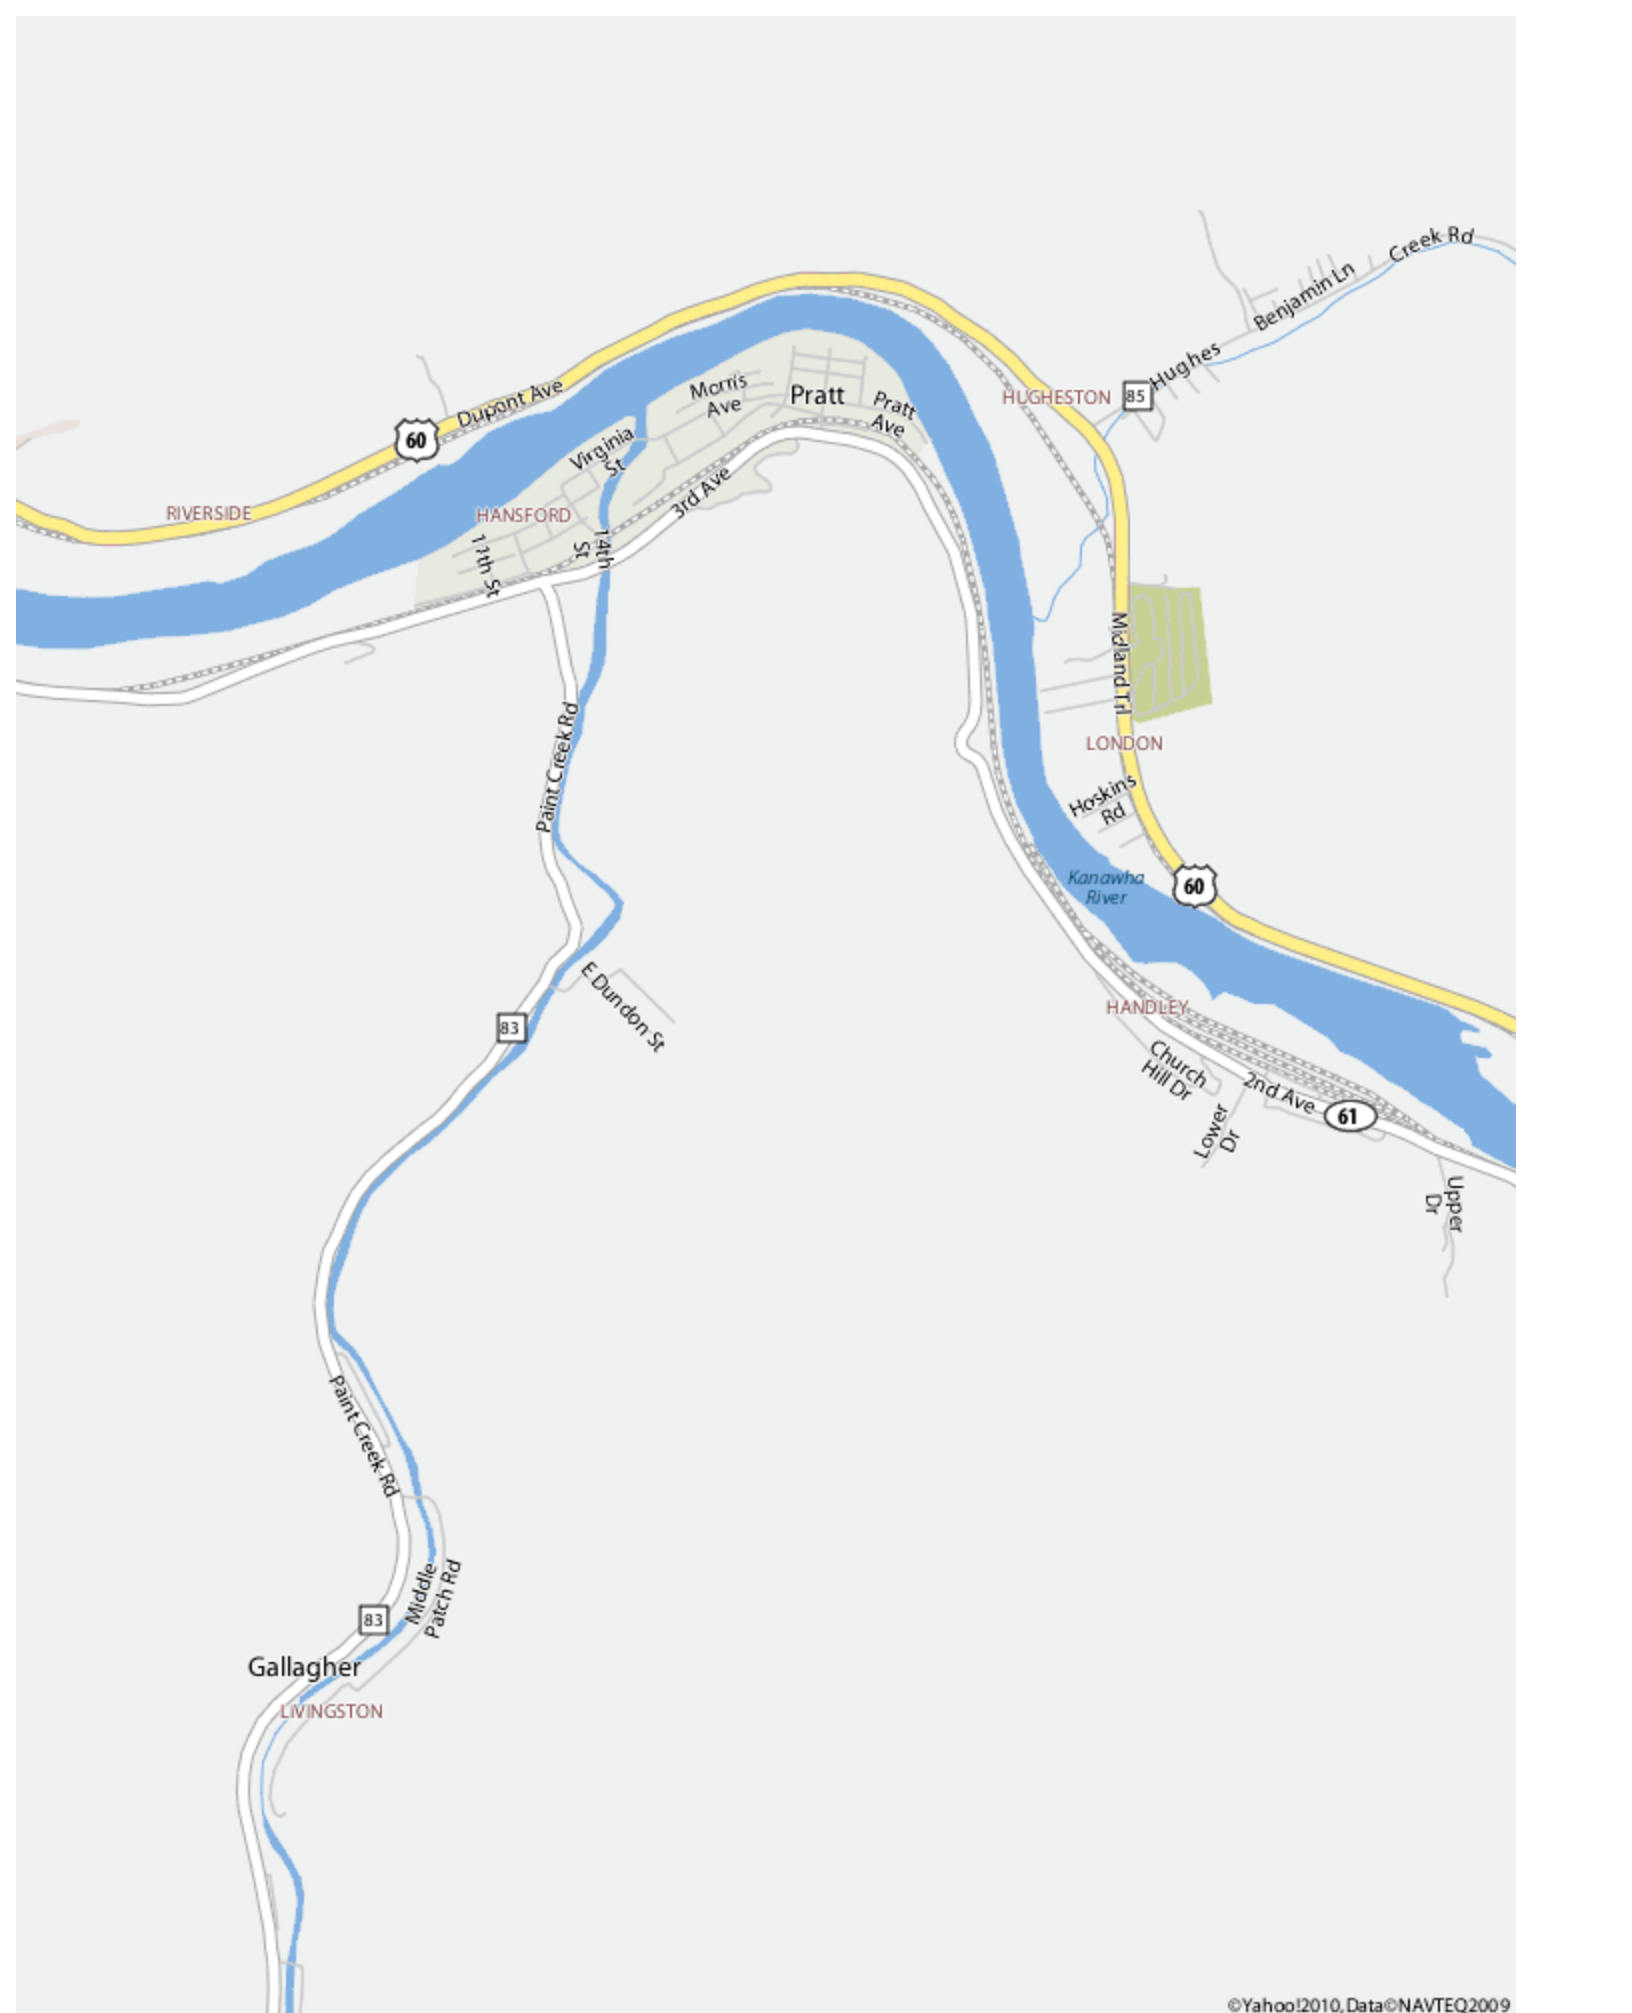 Creek Rd
Benjamin Ln
Hughes
85
HUGHESTON
Dupont Ave
60
Morris
Ave
Pratt
Pratt
Ave
Virginia
St
RIVERSIDE
HANSFORD
3rd Ave
11th St
14th
St
Midland Trl
Paint Creek Rd
LONDON
Hoskins
Rd
Kanawha
River
60
E Dundon St
83
HANDLEY
Church
Hill Dr
2nd Ave
61
Lower
Dr
Upper
Dr
Paint Creek Rd
Middle
Patch Rd
83
Gallagher
LIVINGSTON
©Yahoo!2010,Data©NAVTEQ2009